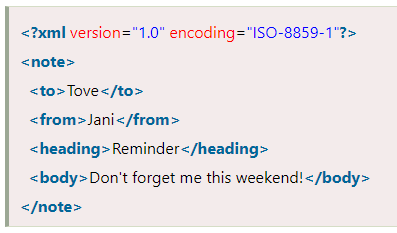 <?xml version="1.0" encoding="ISO-8859-1"?>
<note>
<to>Tove</to>
<from>Jani</from>
<heading>Reminder</heading>
<body>Don't forget me this weekend!</body>
</note>